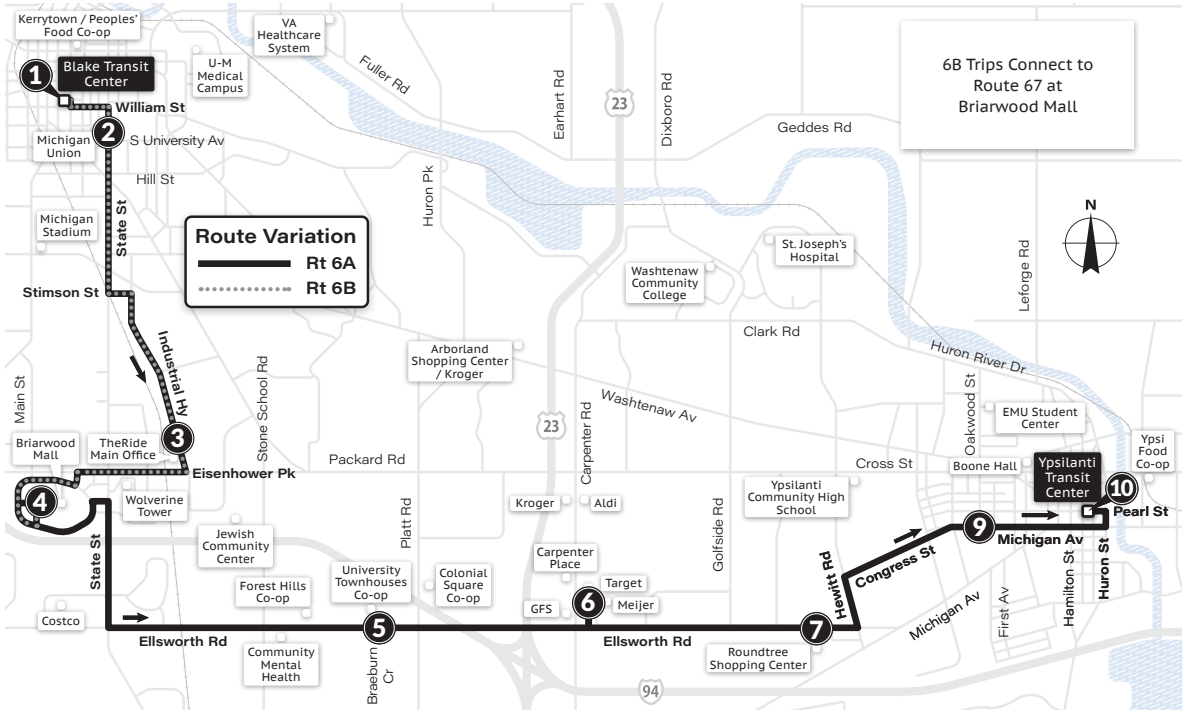 Kerrytown / Peoples'
Food Co-op
VA
Healthcare
System
U-M
Medical
Campus
1
Blake Transit
Center
William St
2
Michigan
Union
S University Av
Hill St
Michigan
Stadium
State St
Stimson St
Route Variation
Rt 6A
Rt 6B
Fuller Rd
Huron Pk
Earhart Rd
23
Dixboro Rd
Geddes Rd
6B Trips Connect to
Route 67 at
Briarwood Mall
N
St. Joseph's
Hospital
Washtenaw
Community
College
Leforge Rd
Clark Rd
Huron River Dr
Industrial Hy
Main St
Stone School Rd
Arborland
Shopping Center
/ Kroger
Washtenaw Av
23
Carpenter Rd
Oakwood St
EMU Student
Center
3
Briarwood
Mall
TheRide
Main Office
Eisenhower Pk
Packard Rd
Cross St
Boone Hall
Ypsilanti
Transit
Center
10
Ypsi
Food
Co-op
Pearl St
4
Wolverine
Tower
Kroger
Aldi
Ypsilanti
Community High
School
9
Michigan Av
Platt Rd
Golfside Rd
Jewish
Community
Center
State St
Forest Hills
Co-op
University
Townhouses
Co-op
Colonial
Square
Co-op
Carpenter
Place
Target
Meijer
GFS
6
Hewitt Rd
Congress St
Michigan Av
First Av
Hamilton St
Huron St
Costco
Ellsworth Rd
5
Ellsworth Rd
7
Community
Mental
Health
Braeburn
Cr
Roundtree
Shopping Center
94